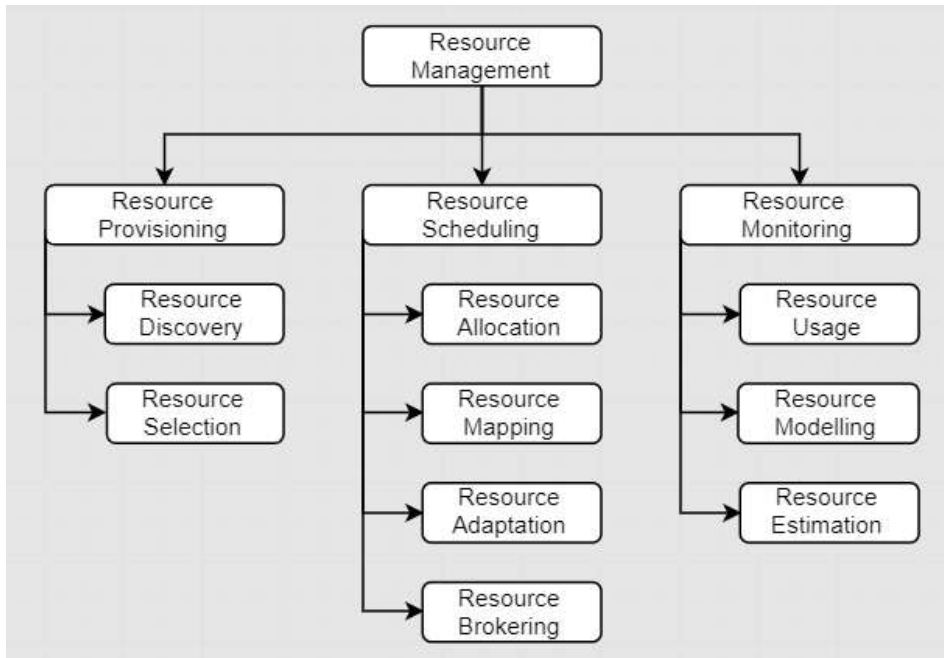 Resource
Management
Resource
Provisioning
Resource
Discovery
Resource
Selection
Resource
Scheduling
Resource
Allocation
Resource
Mapping
Resource
Adaptation
Resource
Brokering
Resource
Monitoring
Resource
Usage
Resource
Modelling
Resource
Estimation